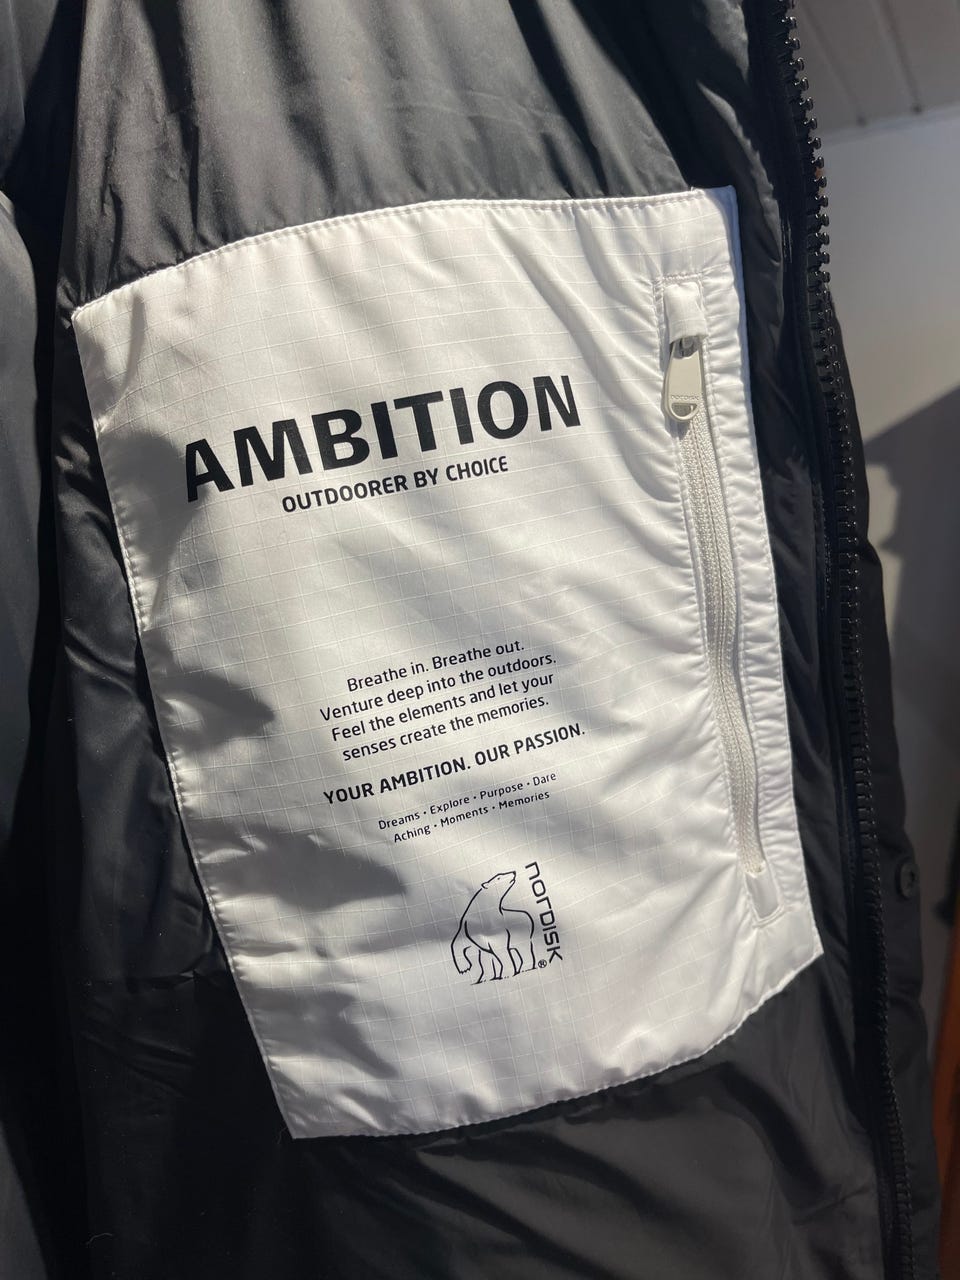 AMBITION
OUTDOORER BY CHOICE
Breathe in. Breathe out.
Venture deep into the outdoors.
Feel the elements and let your
senses create the memories.
YOUR AMBITION. OUR PASSION.
Dreams • Explore • Purpose • Dare
Aching • Moments • Memories
NORDISK®
NORDISK